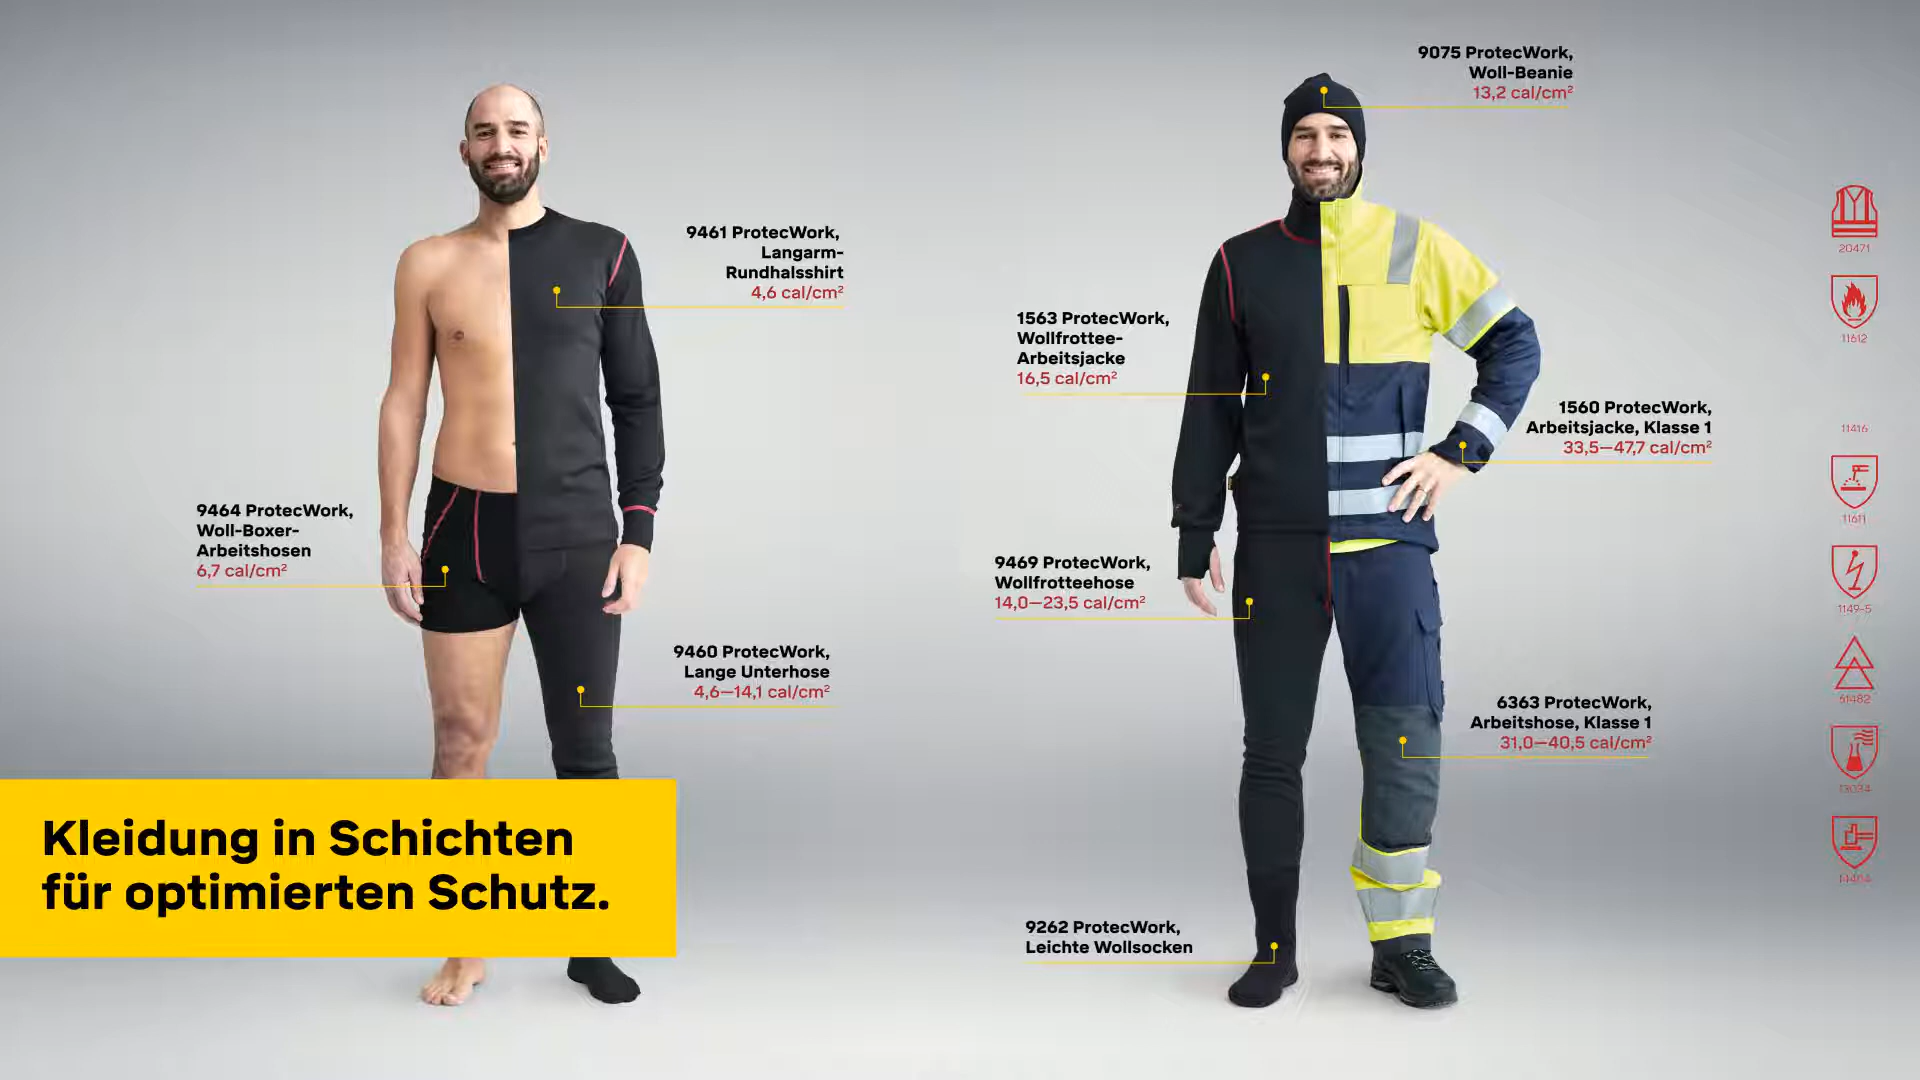 9075 ProtecWork,
Woll-Beanie
13,2 cal/cm²
9461 ProtecWork,
Langarm-
Rundhalsshirt
4,6 cal/cm²
1563 ProtecWork,
Wollfrottee-
Arbeitsjacke
16,5 cal/cm²
1560 ProtecWork,
Arbeitsjacke, Klasse 1
33,5—47,7 cal/cm²
9464 ProtecWork,
Woll-Boxer-
Arbeitshosen
6,7 cal/cm²
9469 ProtecWork,
Wollfrotteehose
14,0—23,5 cal/cm²
9460 ProtecWork,
Lange Unterhose
4,6—14,1 cal/cm²
6363 ProtecWork,
Arbeitshose, Klasse 1
31,0—40,5 cal/cm²
Kleidung in Schichten
für optimierten Schutz.
9262 ProtecWork,
Leichte Wollsocken
20471
11612
11416
11611
1149-5
61482
13034